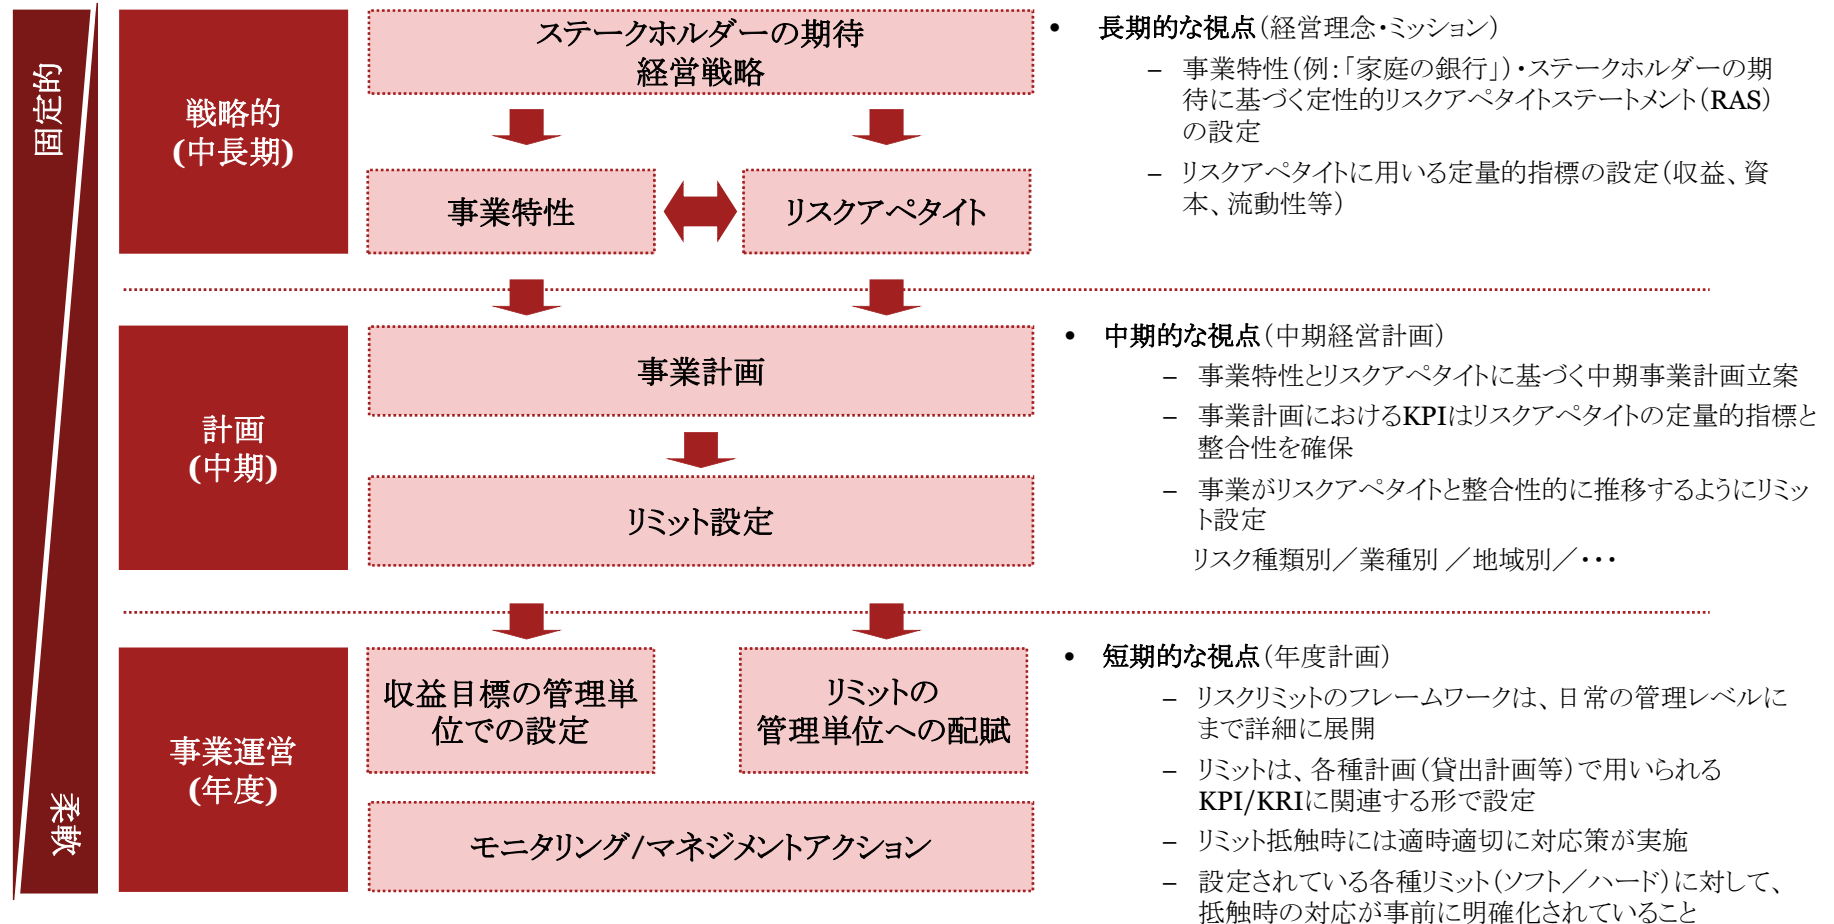 固定的
柔軟
戦略的
(中長期)
ステークホルダーの期待
経営戦略
事業特性
リスクアペタイト
• 長期的な視点(経営理念・ミッション)
– 事業特性(例:「家庭の銀行」)・ステークホルダーの期
待に基づく定性的リスクアペタイトステートメント(RAS)
の設定
– リスクアペタイトに用いる定量的指標の設定(収益、資
本、流動性等)
計画
(中期)
事業計画
リミット設定
• 中期的な視点(中期経営計画)
– 事業特性とリスクアペタイトに基づく中期事業計画立案
– 事業計画におけるKPIはリスクアペタイトの定量的指標と
整合性を確保
– 事業がリスクアペタイトと整合性的に推移するようにリミッ
ト設定
リスク種類別／業種別 ／地域別／・・・
事業運営
(年度)
収益目標の管理単
位での設定
リミットの
管理単位への配賦
モニタリング/マネジメントアクション
• 短期的な視点(年度計画)
– リスクリミットのフレームワークは、日常の管理レベルに
まで詳細に展開
– リミットは、各種計画(貸出計画等)で用いられる
KPI/KRIに関連する形で設定
– リミット抵触時には適時適切に対応策が実施
– 設定されている各種リミット(ソフト／ハード)に対して、
抵触時の対応が事前に明確化されていること